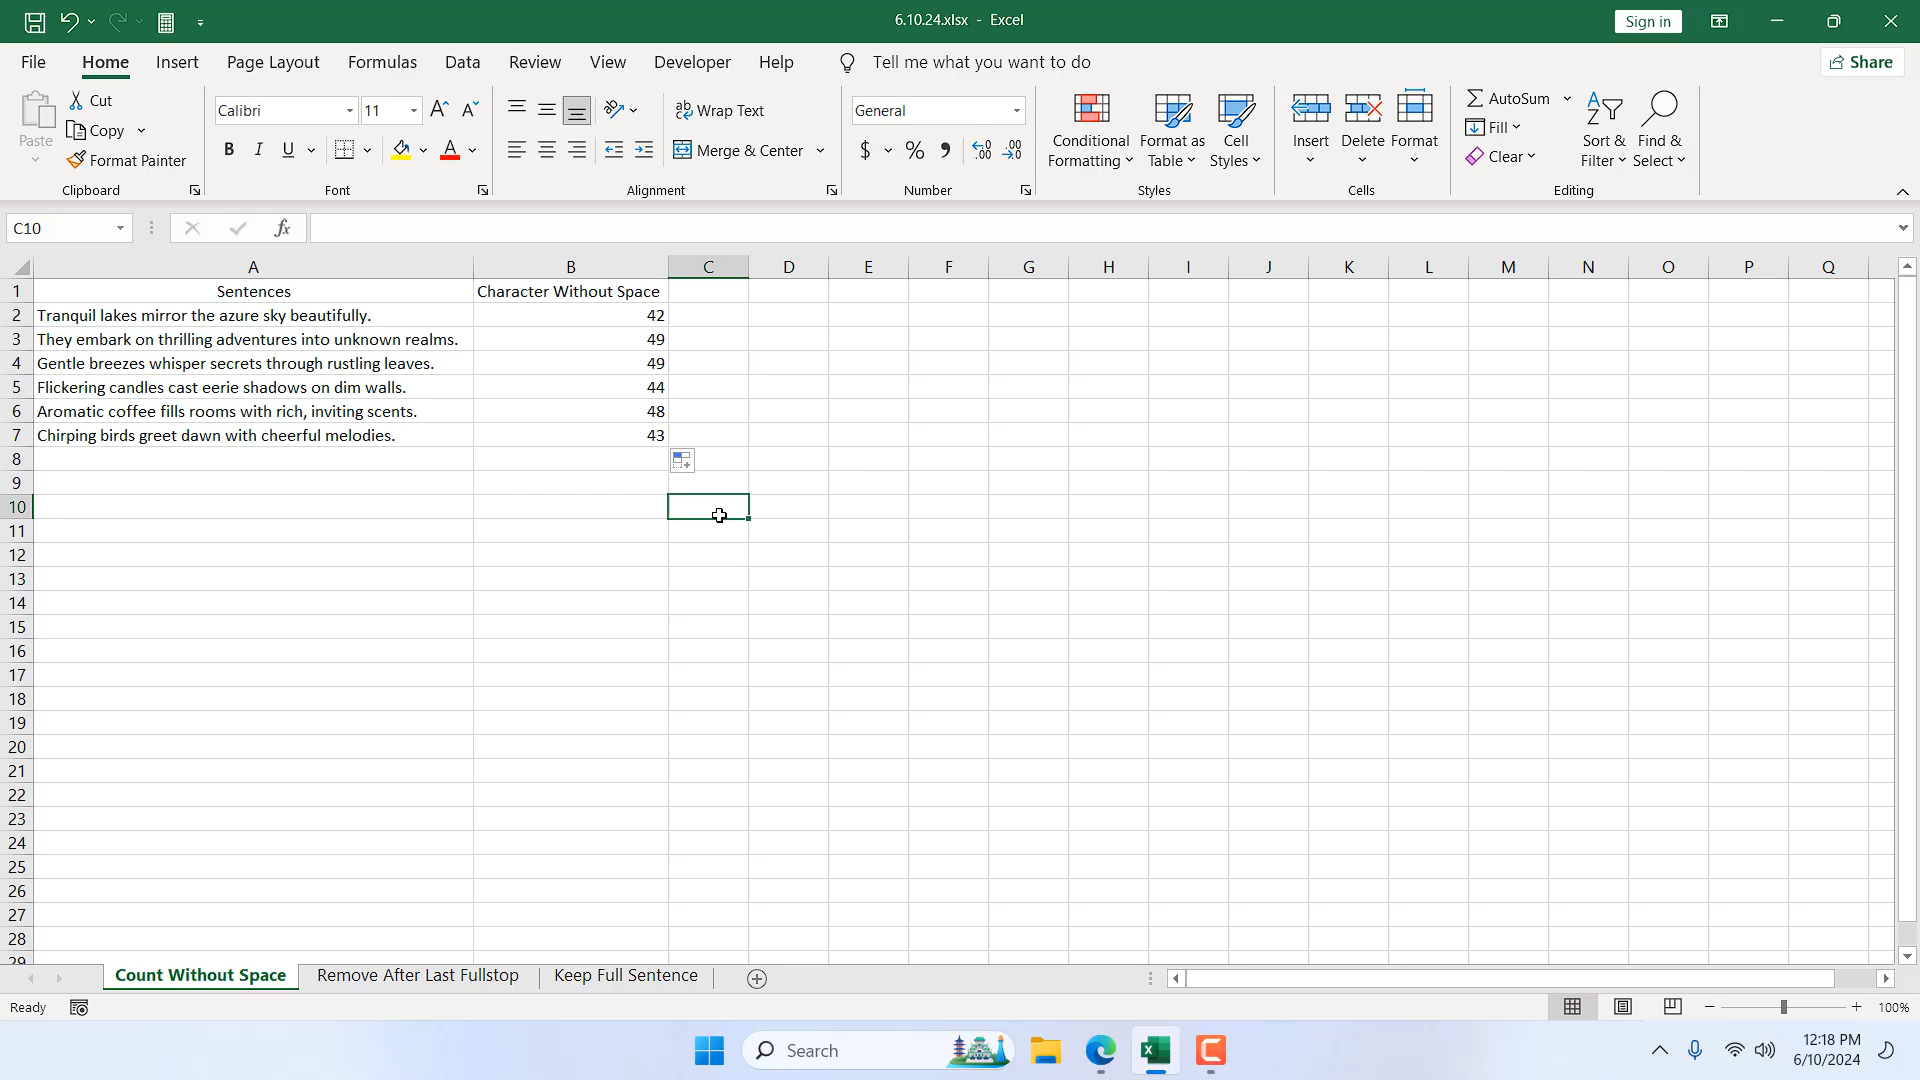 6.10.24.xlsx - Excel
Sign in
File Home Insert Page Layout Formulas Data Review View Developer Help Tell me what you want to do Share
Paste
Cut
Copy
Format Painter
Clipboard
Calibri 11
A A
B I U A
Font
ab Wrap Text
Merge & Center
Alignment
General
$ % ,
Number
Conditional Formatting
Format as Table
Cell Styles
Styles
Insert Delete Format
Cells
AutoSum
Fill
Clear
Sort & Filter
Find & Select
Editing
C10 fx
A B C D E F G H I J K L M N O P Q
1 Sentences Character Without Space
2 Tranquil lakes mirror the azure sky beautifully. 42
3 They embark on thrilling adventures into unknown realms. 49
4 Gentle breezes whisper secrets through rustling leaves. 49
5 Flickering candles cast eerie shadows on dim walls. 44
6 Aromatic coffee fills rooms with rich, inviting scents. 48
7 Chirping birds greet dawn with cheerful melodies. 43
8
9
10
11
12
13
14
15
16
17
18
19
20
21
22
23
24
25
26
27
28
29
Count Without Space Remove After Last Fullstop Keep Full Sentence
Ready 100%
Search
12:18 PM
6/10/2024